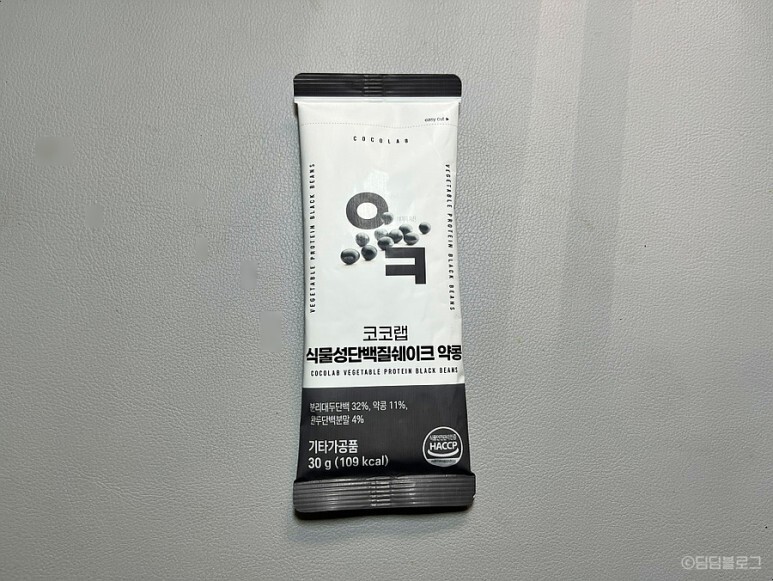 easy cut ▶
COCOLAB
VEGETABLE PROTEIN BLACK BEANS
VEGETABLE PROTEIN BLACK BEANS
ㅇㅋ
코코랩
식물성단백질쉐이크 약콩
COCOLAB VEGETABLE PROTEIN BLACK BEANS
분리대두단백 32%, 약콩 11%,
완두단백분말 4%
기타가공품
30 g (109 kcal)
HACCP
©딤딤블로그